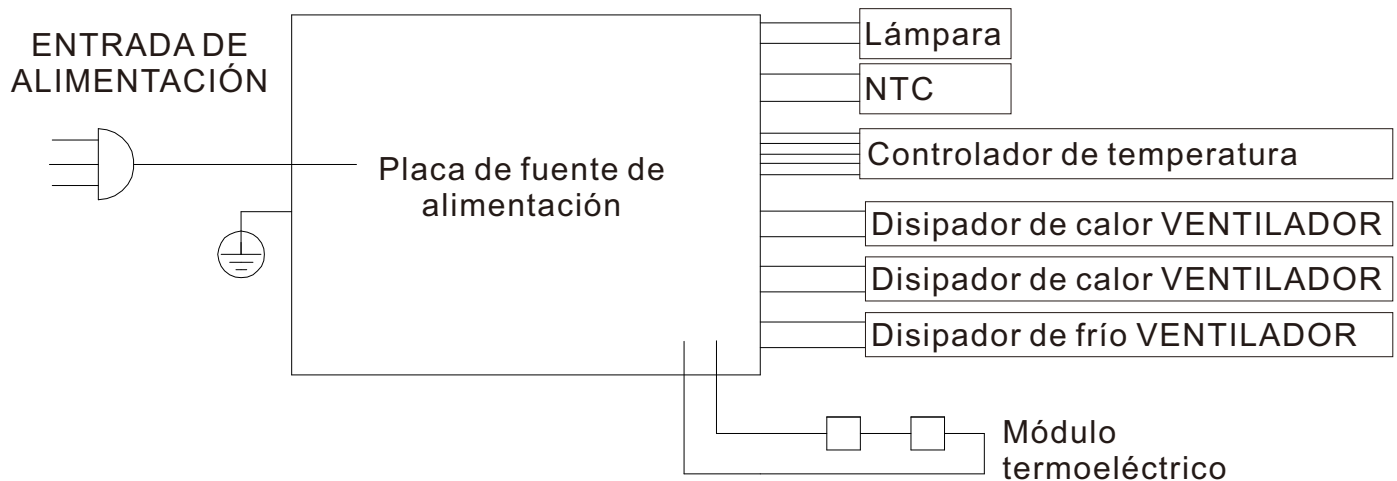 ENTRADA DE
ALIMENTACIÓN
Placa de fuente de
alimentación
Lámpara
NTC
Controlador de temperatura
Disipador de calor VENTILADOR
Disipador de calor VENTILADOR
Disipador de frío VENTILADOR
Módulo
termoeléctrico